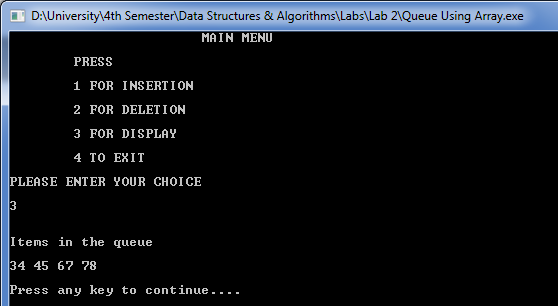 D:\University\4th Semester\Data Structures & Algorithms\Labs\Lab 2\Queue Using Array.exe
MAIN MENU
PRESS
1 FOR INSERTION
2 FOR DELETION
3 FOR DISPLAY
4 TO EXIT
PLEASE ENTER YOUR CHOICE
3
Items in the queue
34 45 67 78
Press any key to continue....